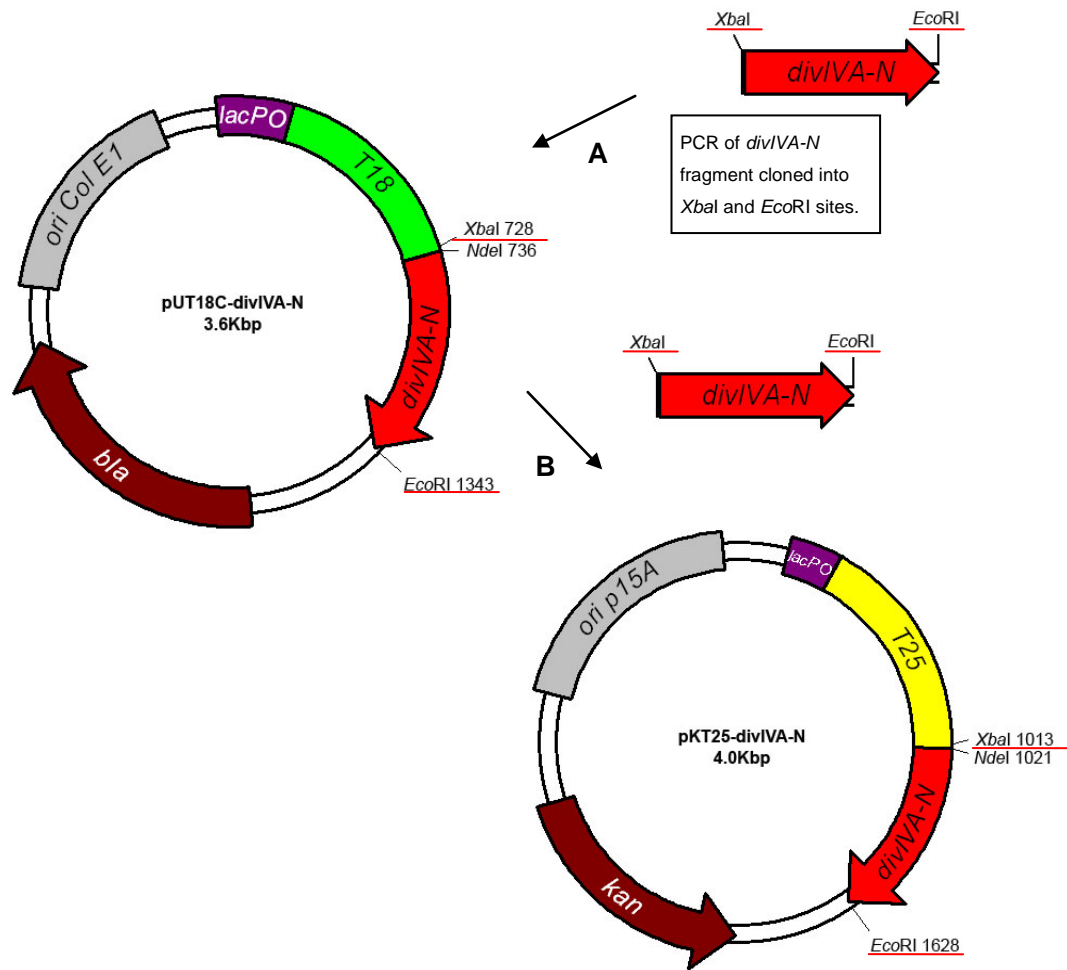 XbaI
EcoRI
divIVA-N
PCR of divIVA-N
fragment cloned into
XbaI and EcoRI sites.
A
lacPO
T18
ori Col E1
XbaI 728
NdeI 736
pUT18C-divIVA-N
3.6Kbp
divIVA-N
bla
EcoRI 1343
XbaI
EcoRI
divIVA-N
B
lacPO
T25
ori p15A
XbaI 1013
NdeI 1021
pKT25-divIVA-N
4.0Kbp
divIVA-N
kan
EcoRI 1628